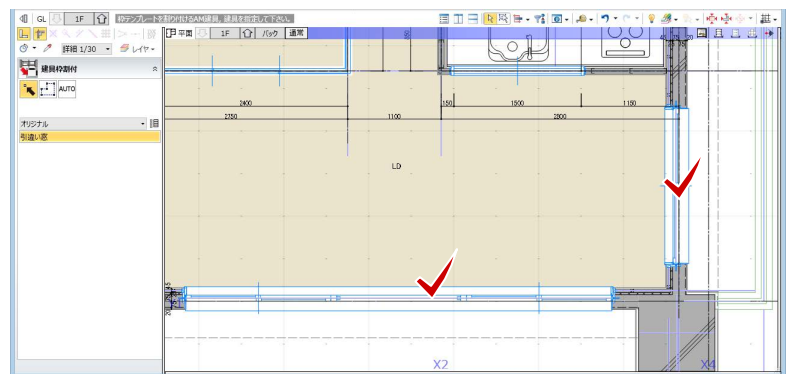 GL
1F
枠テンプレートを割り付けるAM建具，建具を指定して下さい。
平面
1F
バック
通常
詳細 1/30
レイヤ
建具枠割付
AUTO
オリジナル
引違い窓
75
75
2400
150
1500
1150
2750
1100
2800
LD
X2
X4